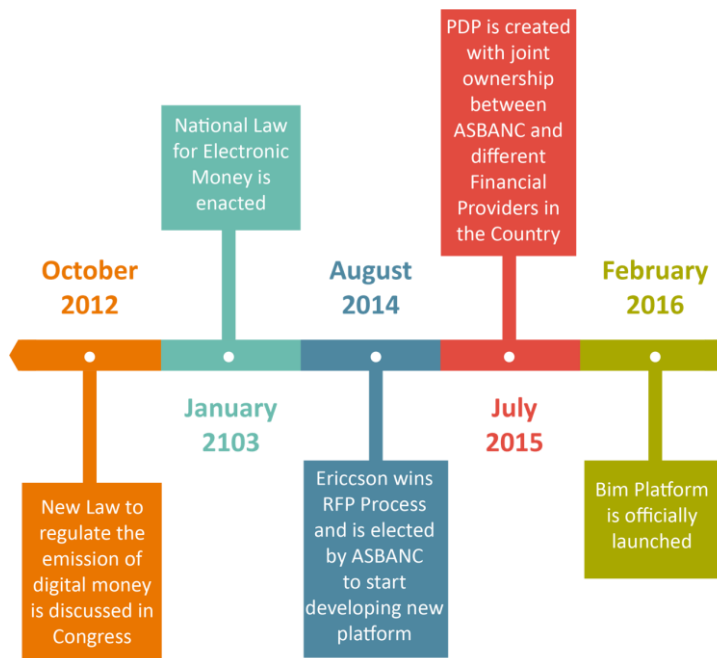 October
2012
New Law to
regulate the
emission of
digital money
is discussed in
Congress
National Law
for Electronic
Money is
enacted
January
2103
August
2014
Ericcson wins
RFP Process
and is elected
by ASBANC
to start
developing new
platform
PDP is created
with joint
ownership
between
ASBANC and
different
Financial
Providers in
the Country
July
2015
February
2016
Bim Platform
is officially
launched